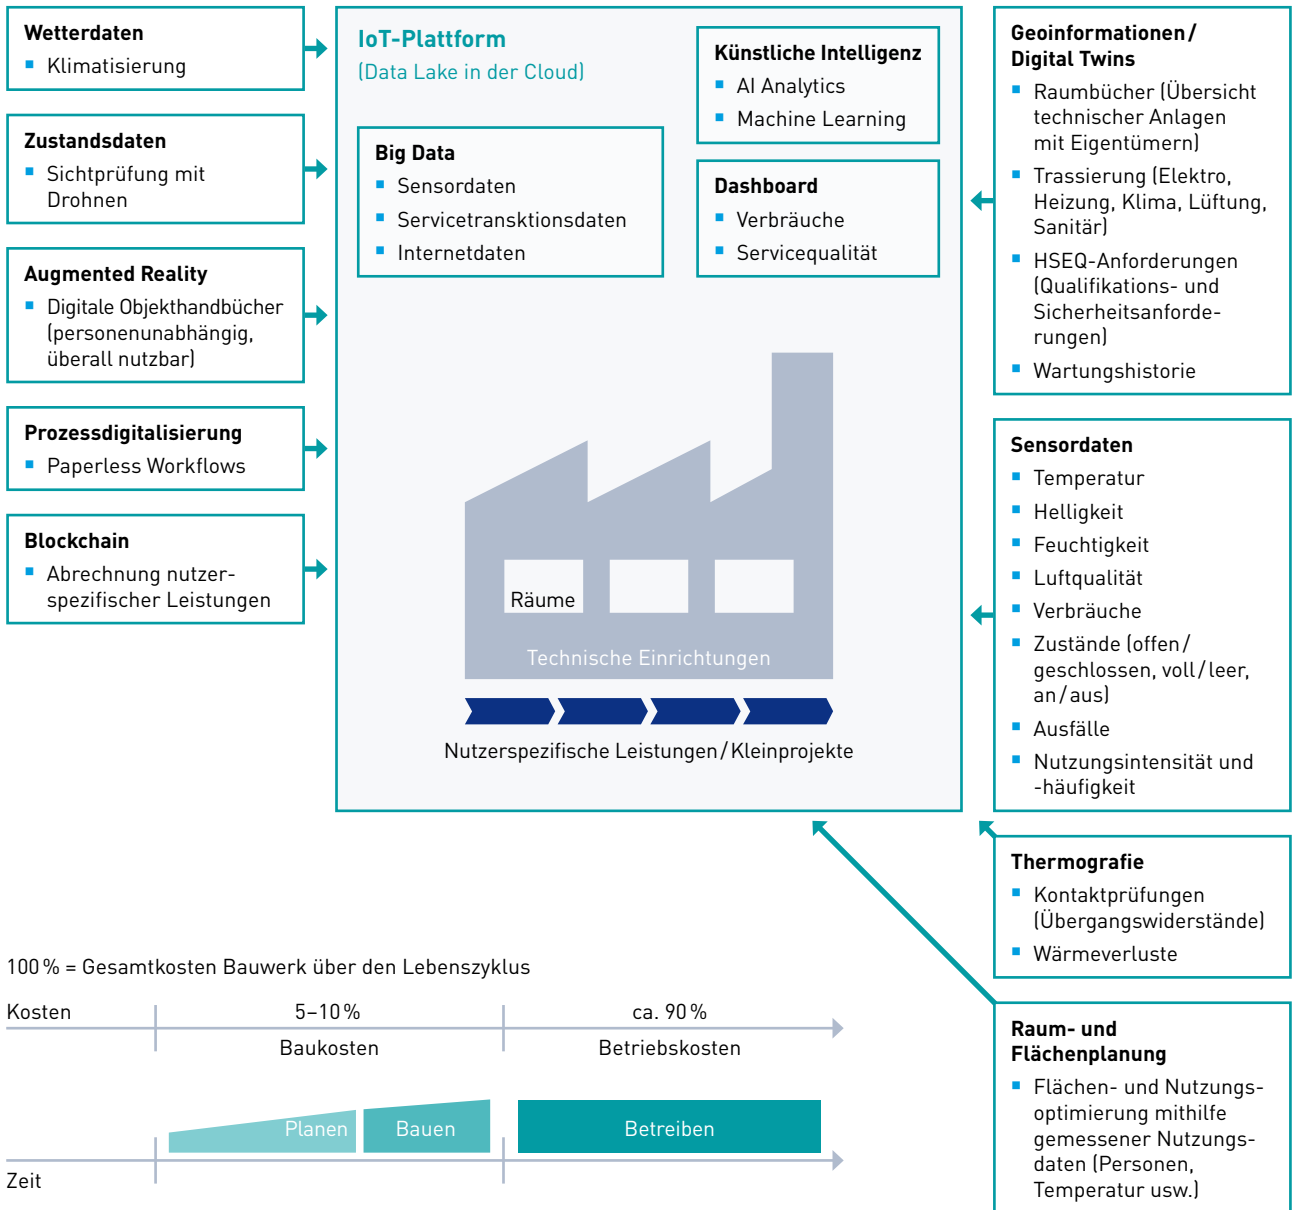 Wetterdaten
Klimatisierung
Zustandsdaten
Sichtprüfung mit
Drohnen
Augmented Reality
Digitale Objekthandbücher
(personenunabhängig,
überall nutzbar)
Prozessdigitalisierung
Paperless Workflows
Blockchain
Abrechnung nutzer-
spezifischer Leistungen
IoT-Plattform
(Data Lake in der Cloud)
Big Data
Sensordaten
Servicetransktionsdaten
Internetdaten
Künstliche Intelligenz
AI Analytics
Machine Learning
Dashboard
Verbräuche
Servicequalität
Räume
Technische Einrichtungen
Nutzerspezifische Leistungen/Kleinprojekte
Geoinformationen/
Digital Twins
Raumbücher (Übersicht
technischer Anlagen
mit Eigentümern)
Trassierung (Elektro,
Heizung, Klima, Lüftung,
Sanitär)
HSEQ-Anforderungen
(Qualifikations- und
Sicherheitsanforde-
rungen)
Wartungshistorie
Sensordaten
Temperatur
Helligkeit
Feuchtigkeit
Luftqualität
Verbräuche
Zustände (offen/
geschlossen, voll/leer,
an/aus)
Ausfälle
Nutzungsintensität und
-häufigkeit
Thermografie
Kontaktprüfungen
(Übergangswiderstände)
Wärmeverluste
Raum- und
Flächenplanung
Flächen- und Nutzungs-
optimierung mithilfe
gemessener Nutzungs-
daten (Personen,
Temperatur usw.)
100 % = Gesamtkosten Bauwerk über den Lebenszyklus
Kosten
5–10 %
ca. 90 %
Baukosten
Betriebskosten
Planen
Bauen
Betreiben
Zeit